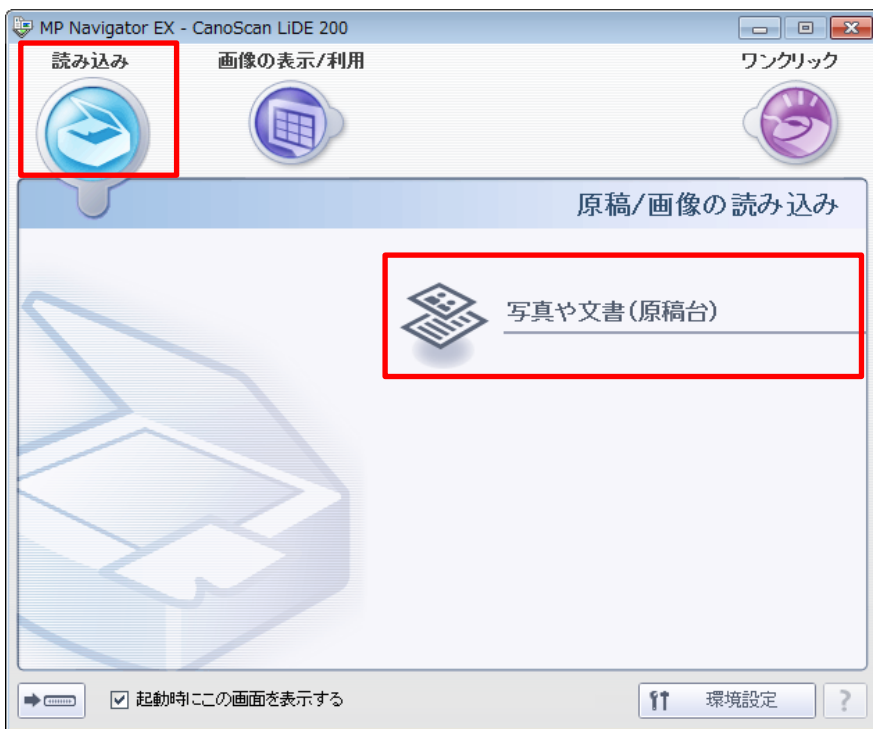 MP Navigator EX - CanoScan LiDE 200
読み込み
画像の表示/利用
ワンクリック
原稿/画像の読み込み
写真や文書(原稿台)
起動時にこの画面を表示する
環境設定
?